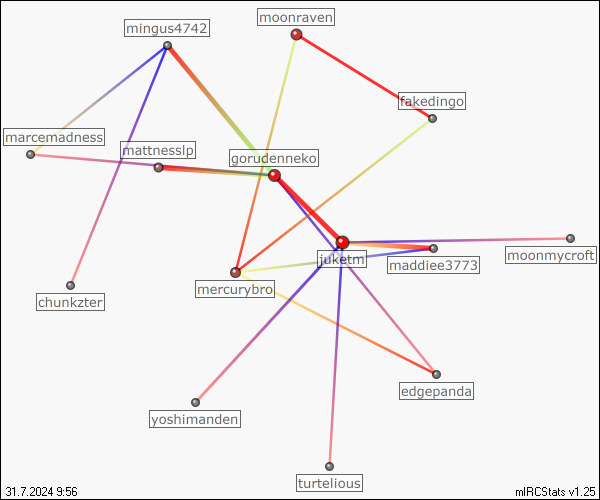 moonraven
mingus4742
fakedingo
marcemadness
mattnesslp
gorudenneko
juketm
maddiee3773
moonmycroft
mercurybro
chunkzter
edgepanda
yoshimanden
turtelious
31.7.2024 9:56
mIRCStats v1.25